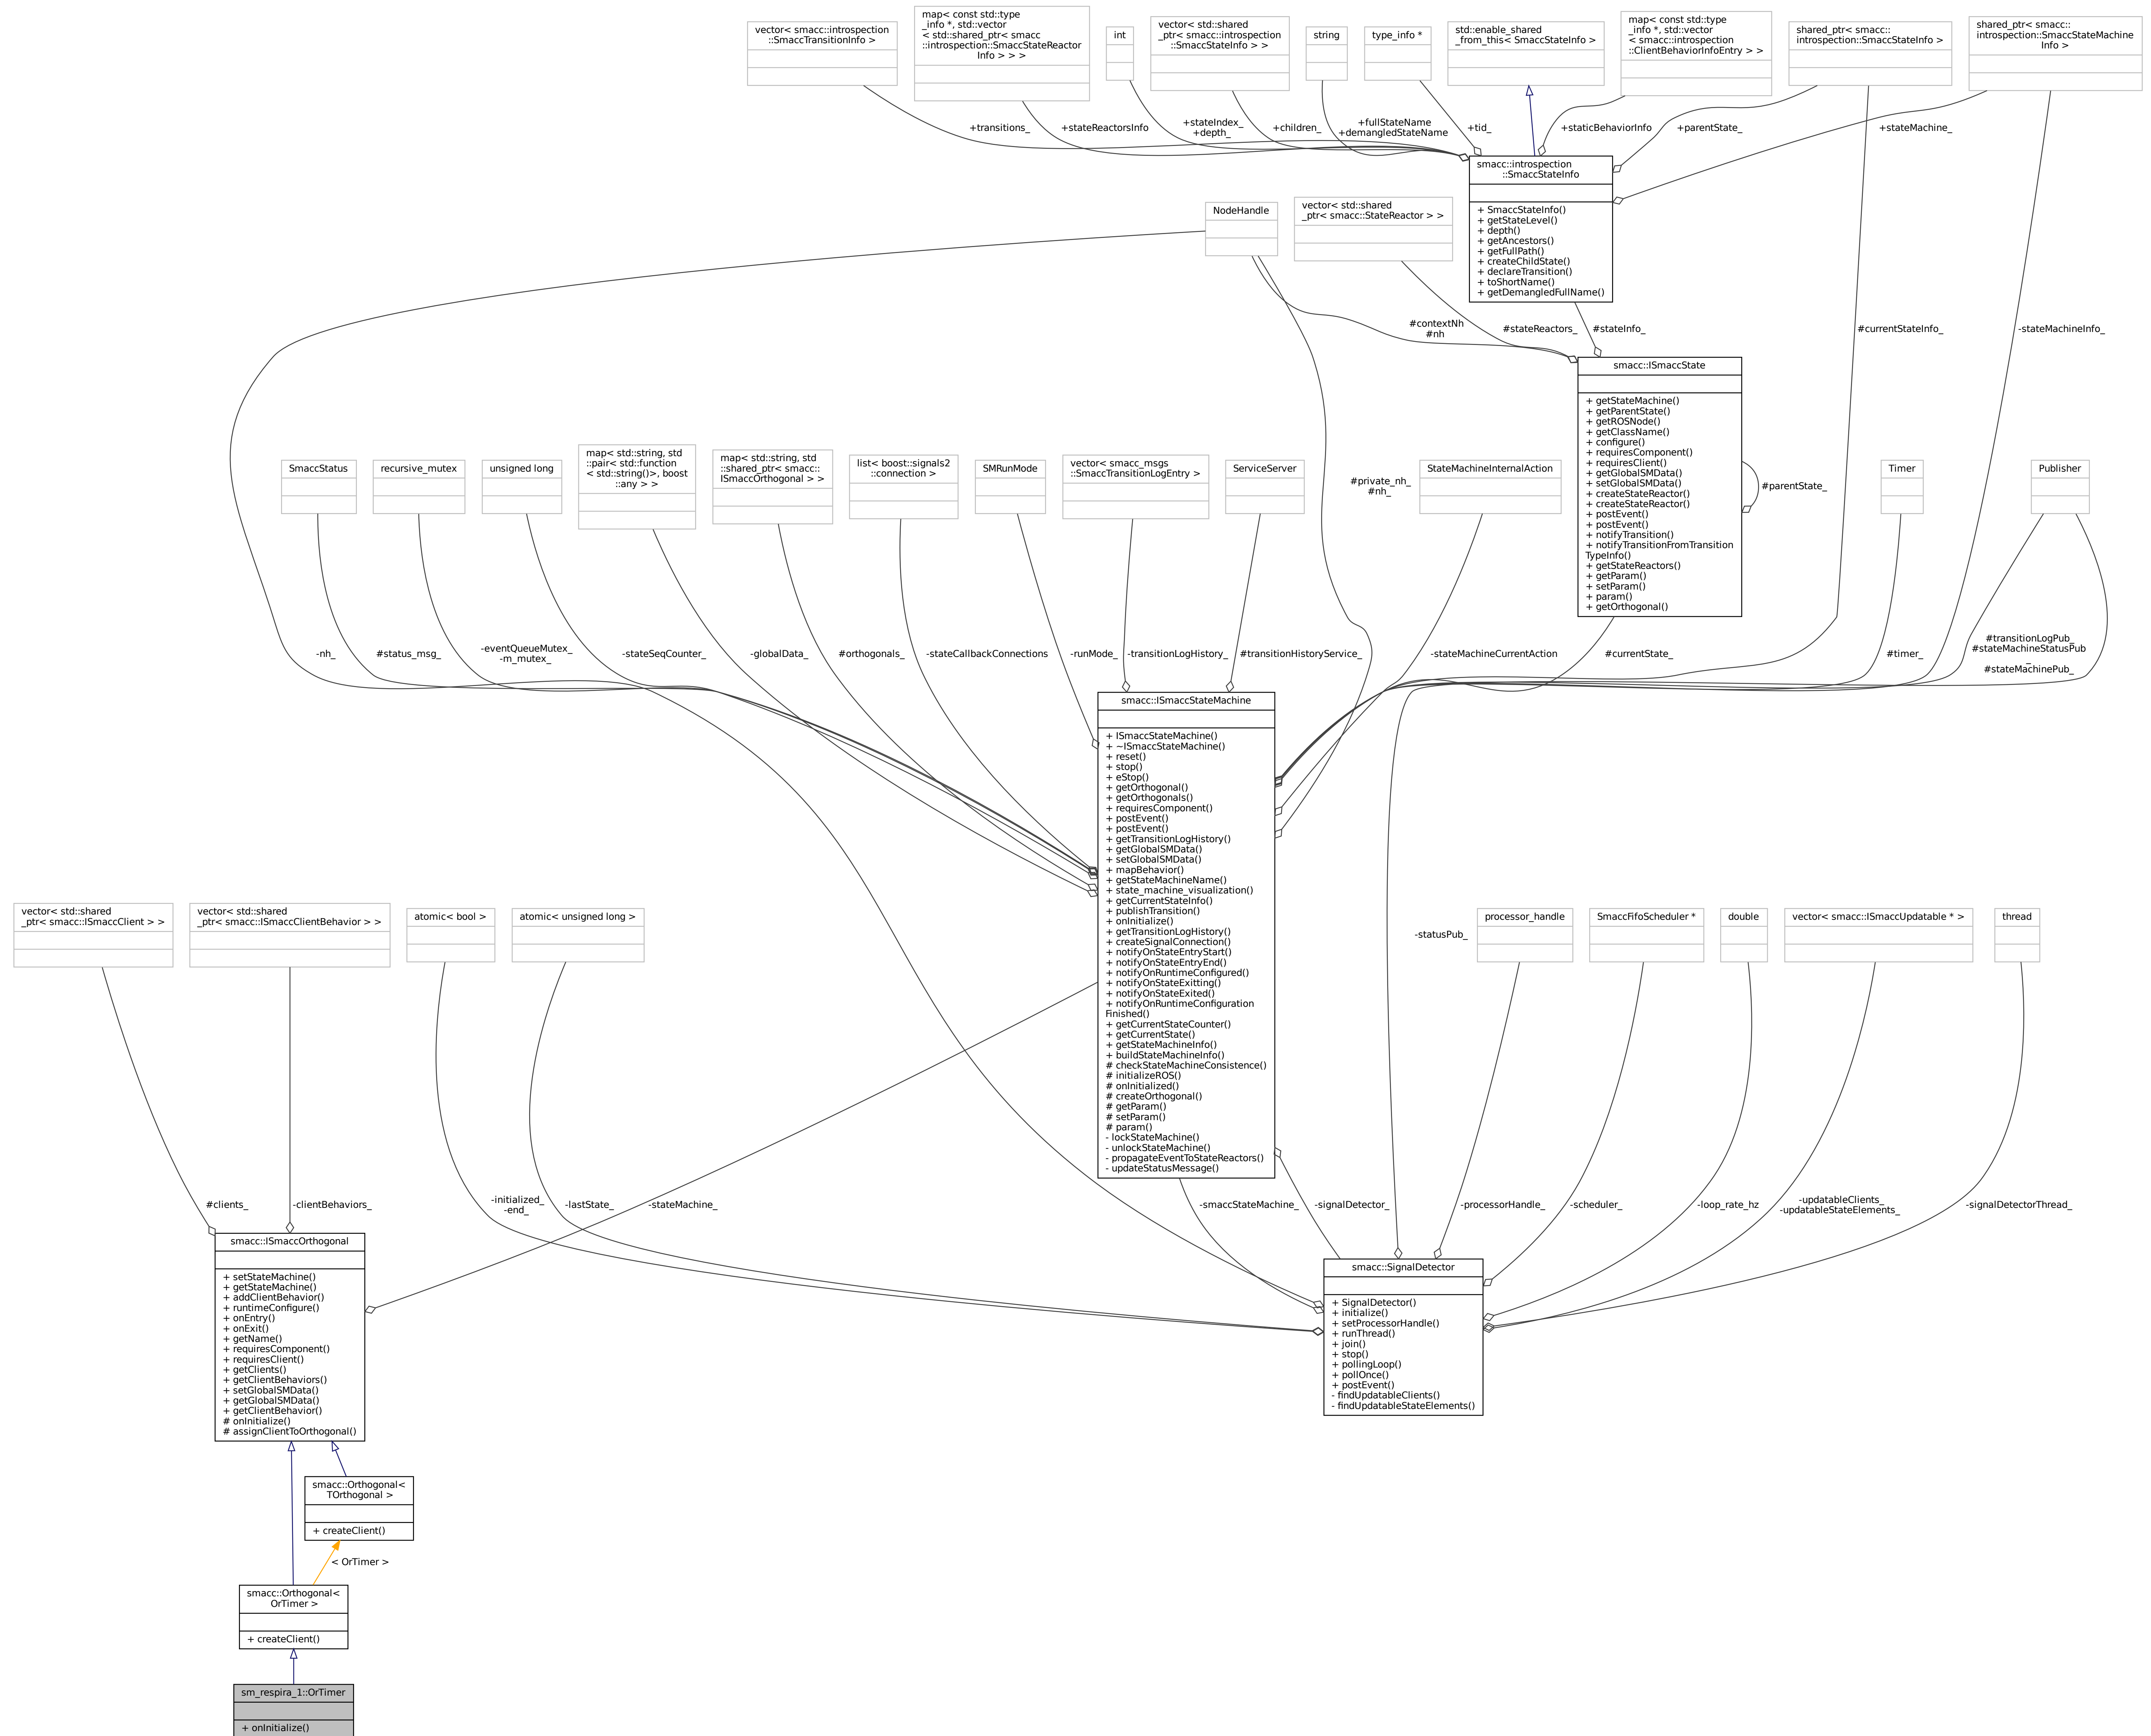 vector< smacc::introspection
::SmaccTransitionInfo >
map< const std::type
_info *, std::vector
< std::shared_ptr< smacc
::introspection::SmaccStateReactor
Info > > >
int
vector< std::shared
_ptr< smacc::introspection
::SmaccStateInfo > >
string
type_info *
std::enable_shared
_from_this< SmaccStateInfo >
map< const std::type
_info *, std::vector
< smacc::introspection
::ClientBehaviorInfoEntry > >
shared_ptr< smacc::
introspection::SmaccStateInfo >
shared_ptr< smacc::
introspection::SmaccStateMachine
Info >
+transitions_
+stateReactorsInfo
+stateIndex_
+depth_
+children_
+fullStateName
+demangledStateName
+tid_
+staticBehaviorInfo
+parentState_
+stateMachine_
smacc::introspection
::SmaccStateInfo
+ SmaccStateInfo()
+ getStateLevel()
+ depth()
+ getAncestors()
+ getFullPath()
+ createChildState()
+ declareTransition()
+ toShortName()
+ getDemangledFullName()
NodeHandle
vector< std::shared
_ptr< smacc::StateReactor > >
#contextNh
#nh
#stateReactors_
#stateInfo_
#currentStateInfo_
-stateMachineInfo_
smacc::ISmaccState
+ getStateMachine()
+ getParentState()
+ getROSNode()
+ getClassName()
+ configure()
+ requiresComponent()
+ requiresClient()
+ getGlobalSMData()
+ setGlobalSMData()
+ createStateReactor()
+ createStateReactor()
+ postEvent()
+ postEvent()
+ notifyTransition()
+ notifyTransitionFromTransition
TypeInfo()
+ getStateReactors()
+ getParam()
+ setParam()
+ param()
+ getOrthogonal()
#parentState_
SmaccStatus
recursive_mutex
unsigned long
map< std::string, std
::pair< std::function
< std::string()>, boost
::any > >
map< std::string, std
::shared_ptr< smacc::
ISmaccOrthogonal > >
list< boost::signals2
::connection >
SMRunMode
vector< smacc_msgs
::SmaccTransitionLogEntry >
ServiceServer
#private_nh_
#nh_
StateMachineInternalAction
Timer
Publisher
-nh_
#status_msg_
-eventQueueMutex_
-m_mutex_
-stateSeqCounter_
-globalData_
#orthogonals_
-stateCallbackConnections
-runMode_
-transitionLogHistory_
#transitionHistoryService_
-stateMachineCurrentAction
#currentState_
#timer_
#transitionLogPub_
#stateMachineStatusPub
_
#stateMachinePub_
smacc::ISmaccStateMachine
+ ISmaccStateMachine()
+ ~ISmaccStateMachine()
+ reset()
+ stop()
+ eStop()
+ getOrthogonal()
+ getOrthogonals()
+ requiresComponent()
+ postEvent()
+ postEvent()
+ getTransitionLogHistory()
+ getGlobalSMData()
+ setGlobalSMData()
+ mapBehavior()
+ getStateMachineName()
+ state_machine_visualization()
+ getCurrentStateInfo()
+ publishTransition()
+ onInitialize()
+ getTransitionLogHistory()
+ createSignalConnection()
+ notifyOnStateEntryStart()
+ notifyOnStateEntryEnd()
+ notifyOnRuntimeConfigured()
+ notifyOnStateExitting()
+ notifyOnStateExited()
+ notifyOnRuntimeConfiguration
Finished()
+ getCurrentStateCounter()
+ getCurrentState()
+ getStateMachineInfo()
+ buildStateMachineInfo()
# checkStateMachineConsistence()
# initializeROS()
# onInitialized()
# createOrthogonal()
# getParam()
# setParam()
# param()
- lockStateMachine()
- unlockStateMachine()
- propagateEventToStateReactors()
- updateStatusMessage()
vector< std::shared
_ptr< smacc::ISmaccClient > >
vector< std::shared
_ptr< smacc::ISmaccClientBehavior > >
atomic< bool >
atomic< unsigned long >
-statusPub_
processor_handle
SmaccFifoScheduler *
double
vector< smacc::ISmaccUpdatable * >
thread
#clients_
-clientBehaviors_
-initialized_
-end_
-lastState_
-stateMachine_
-smaccStateMachine_
-signalDetector_
-processorHandle_
-scheduler_
-loop_rate_hz
-updatableClients_
-updatableStateElements_
-signalDetectorThread_
smacc::ISmaccOrthogonal
+ setStateMachine()
+ getStateMachine()
+ addClientBehavior()
+ runtimeConfigure()
+ onEntry()
+ onExit()
+ getName()
+ requiresComponent()
+ requiresClient()
+ getClients()
+ getClientBehaviors()
+ setGlobalSMData()
+ getGlobalSMData()
+ getClientBehavior()
# onInitialize()
# assignClientToOrthogonal()
smacc::SignalDetector
+ SignalDetector()
+ initialize()
+ setProcessorHandle()
+ runThread()
+ join()
+ stop()
+ pollingLoop()
+ pollOnce()
+ postEvent()
- findUpdatableClients()
- findUpdatableStateElements()
smacc::Orthogonal<
TOrthogonal >
+ createClient()
< OrTimer >
smacc::Orthogonal<
OrTimer >
+ createClient()
sm_respira_1::OrTimer
+ onInitialize()